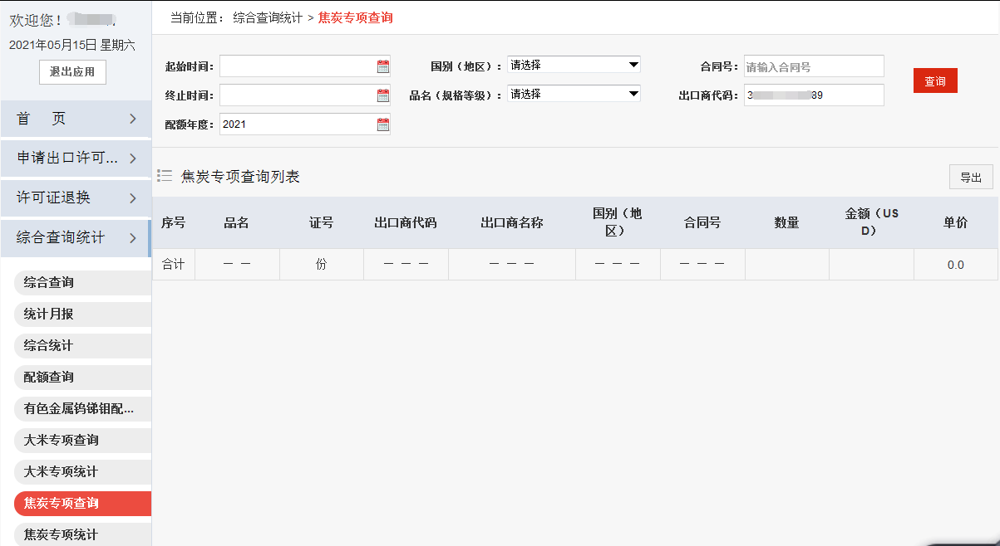 欢迎您！
2021年05月15日 星期六
退出应用
首 页
申请出口许可...
许可证退换
综合查询统计
综合查询
统计月报
综合统计
配额查询
有色金属钨锑钼配...
大米专项查询
大米专项统计
焦炭专项查询
焦炭专项统计
当前位置： 综合查询统计 > 焦炭专项查询
起始时间： 国别（地区）： 请选择 合同号： 请输入合同号
查询
终止时间： 品名（规格等级）： 请选择 出口商代码： 3 89
配额年度： 2021
焦炭专项查询列表 导出
序号 品名 证号 出口商代码 出口商名称 国别（地
区） 合同号 数量 金额（US
D） 单价
合计 — — 份 — — — — — — — — — — — — 0.0